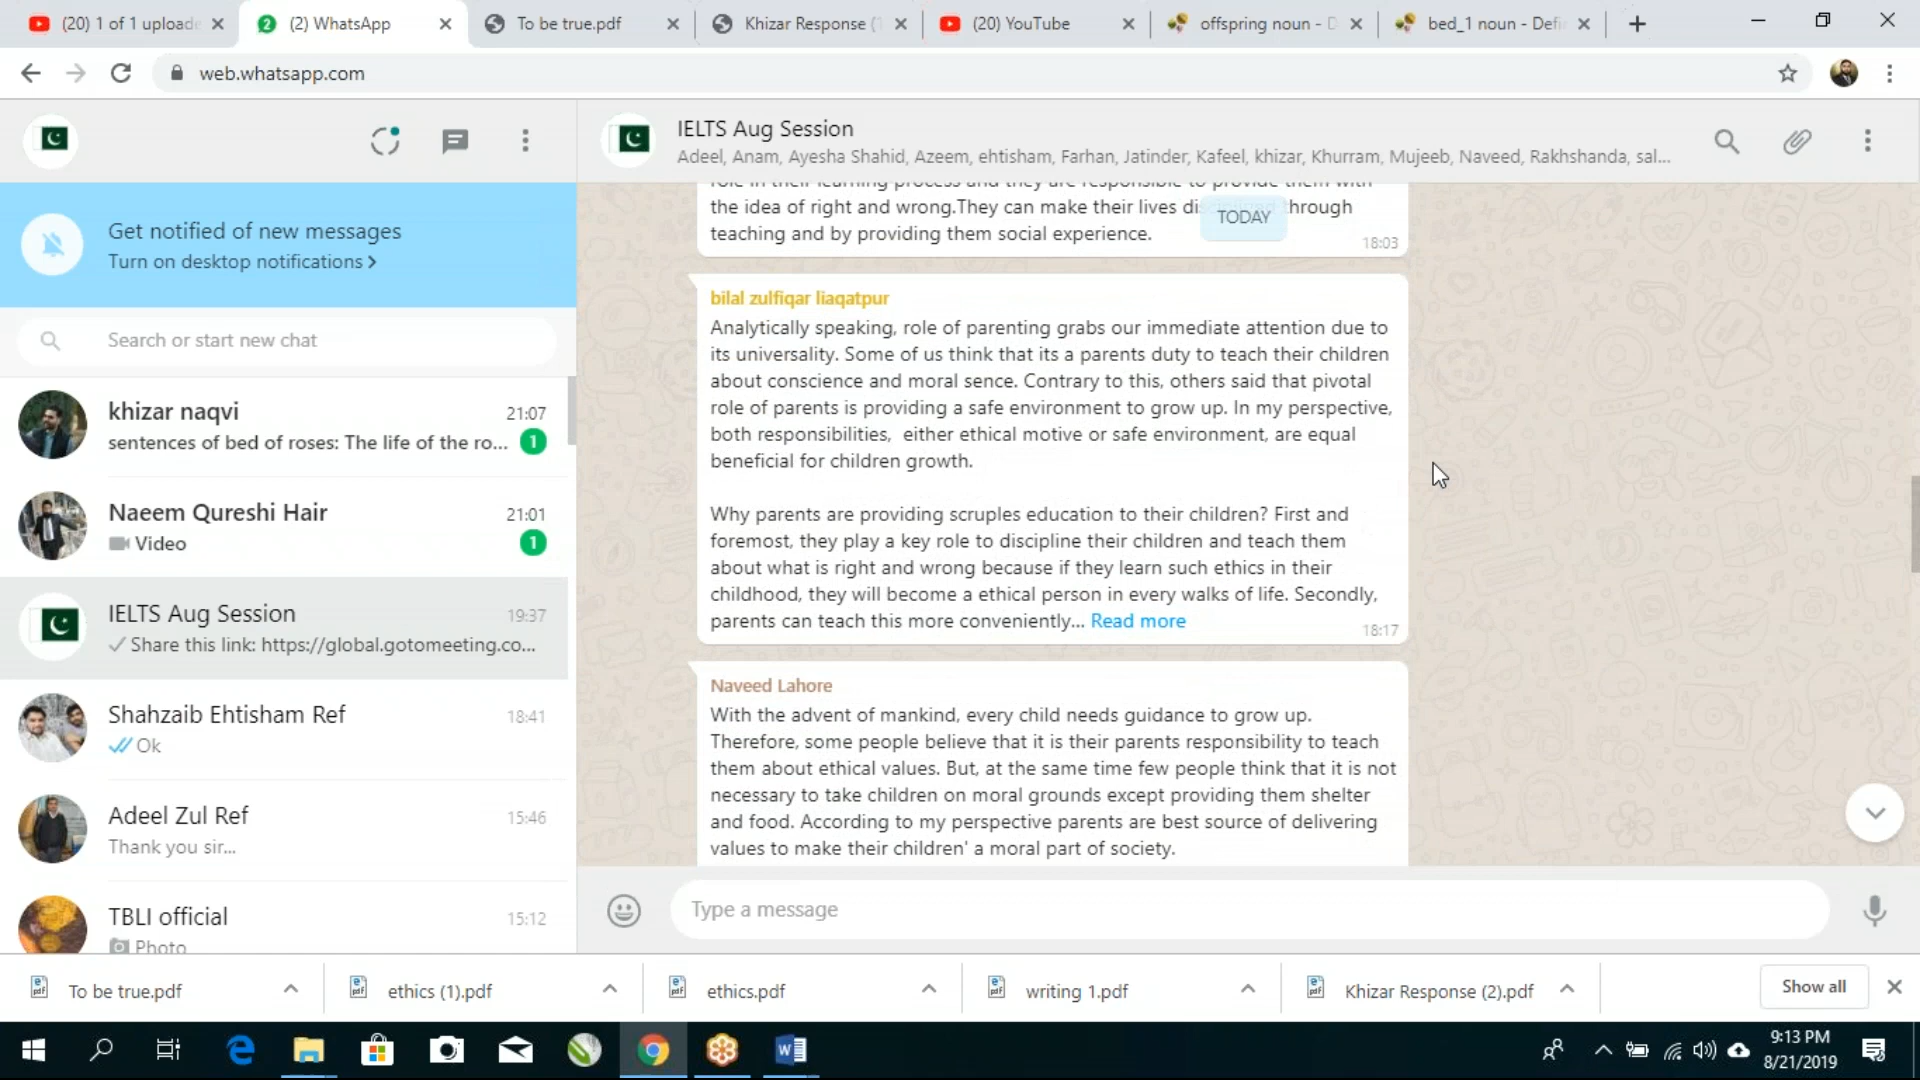 (20) 1 of 1 uploade
(2) WhatsApp
To be true.pdf
Khizar Response (
(20) YouTube
offspring noun - D
bed_1 noun - Defi
web.whatsapp.com
IELTS Aug Session
Adeel, Anam, Ayesha Shahid, Azeem, ehtisham, Farhan, Jatinder, Kafeel, khizar, Khurram, Mujeeb, Naveed, Rakhshanda, sal...
Get notified of new messages
Turn on desktop notifications >
Search or start new chat
khizar naqvi
21:07
sentences of bed of roses: The life of the ro...
1
Naeem Qureshi Hair
21:01
Video
1
IELTS Aug Session
19:37
Share this link: https://global.gotomeeting.co...
Shahzaib Ehtisham Ref
18:41
Ok
Adeel Zul Ref
15:46
Thank you sir...
TBLI official
15:12
Photo
role in their learning process and they are responsible to provide them with
the idea of right and wrong.They can make their lives through
TODAY
teaching and by providing them social experience.
18:03
bilal zulfiqar liaqatpur
Analytically speaking, role of parenting grabs our immediate attention due to
its universality. Some of us think that its a parents duty to teach their children
about conscience and moral sence. Contrary to this, others said that pivotal
role of parents is providing a safe environment to grow up. In my perspective,
both responsibilities,  either ethical motive or safe environment, are equal
beneficial for children growth.
Why parents are providing scruples education to their children? First and
foremost, they play a key role to discipline their children and teach them
about what is right and wrong because if they learn such ethics in their
childhood, they will become a ethical person in every walks of life. Secondly,
parents can teach this more conveniently... Read more
18:17
Naveed Lahore
With the advent of mankind, every child needs guidance to grow up.
Therefore, some people believe that it is their parents responsibility to teach
them about ethical values. But, at the same time few people think that it is not
necessary to take children on moral grounds except providing them shelter
and food. According to my perspective parents are best source of delivering
values to make their children' a moral part of society.
Type a message
To be true.pdf
ethics (1).pdf
ethics.pdf
writing 1.pdf
Khizar Response (2).pdf
Show all
9:13 PM
8/21/2019